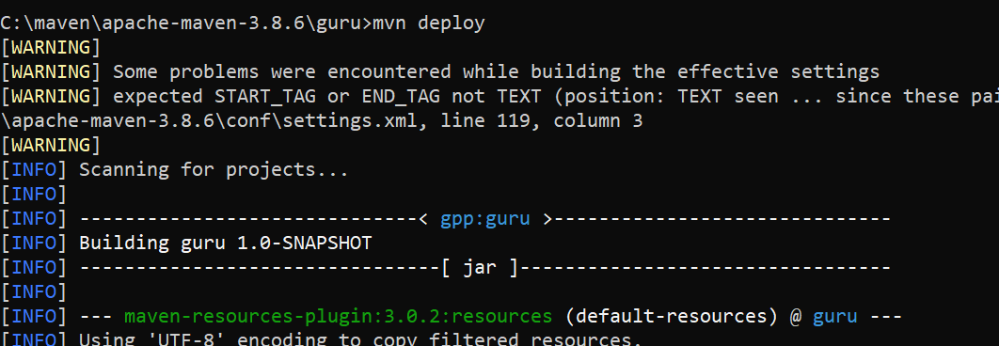 C:\maven\apache-maven-3.8.6\guru>mvn deploy
[WARNING]
[WARNING] Some problems were encountered while building the effective settings
[WARNING] expected START_TAG or END_TAG not TEXT (position: TEXT seen ... since these pai
\apache-maven-3.8.6\conf\settings.xml, line 119, column 3
[WARNING]
[INFO] Scanning for projects...
[INFO]
[INFO] ------------------------------< gpp:guru >------------------------------
[INFO] Building guru 1.0-SNAPSHOT
[INFO] --------------------------------[ jar ]---------------------------------
[INFO]
[INFO] --- maven-resources-plugin:3.0.2:resources (default-resources) @ guru ---
[INFO] Using 'UTF-8' encoding to copy filtered resources.